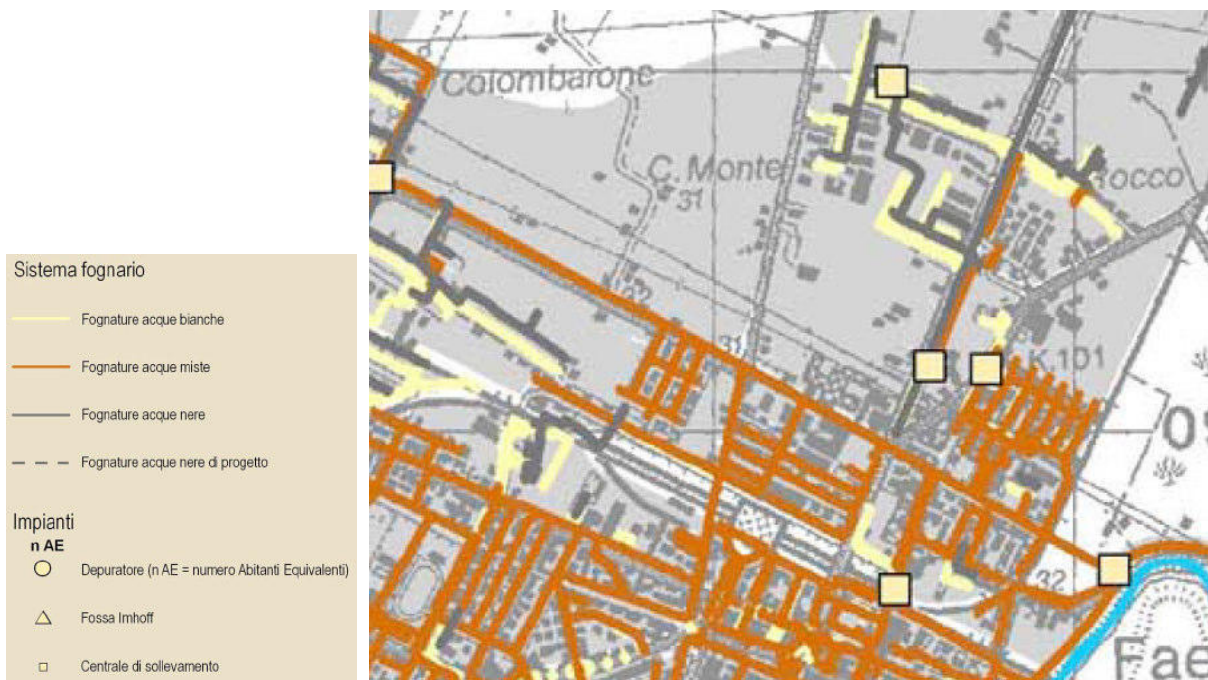 Sistema fognario
Fognature acque bianche
Fognature acque miste
Fognature acque nere
Fognature acque nere di progetto
Impianti
n AE
Depuratore (n AE = numero Abitanti Equivalenti)
Fossa Imhoff
Centrale di sollevamento
Colombarone
C. Monte
31
rocco
31
K 101
32
Fae